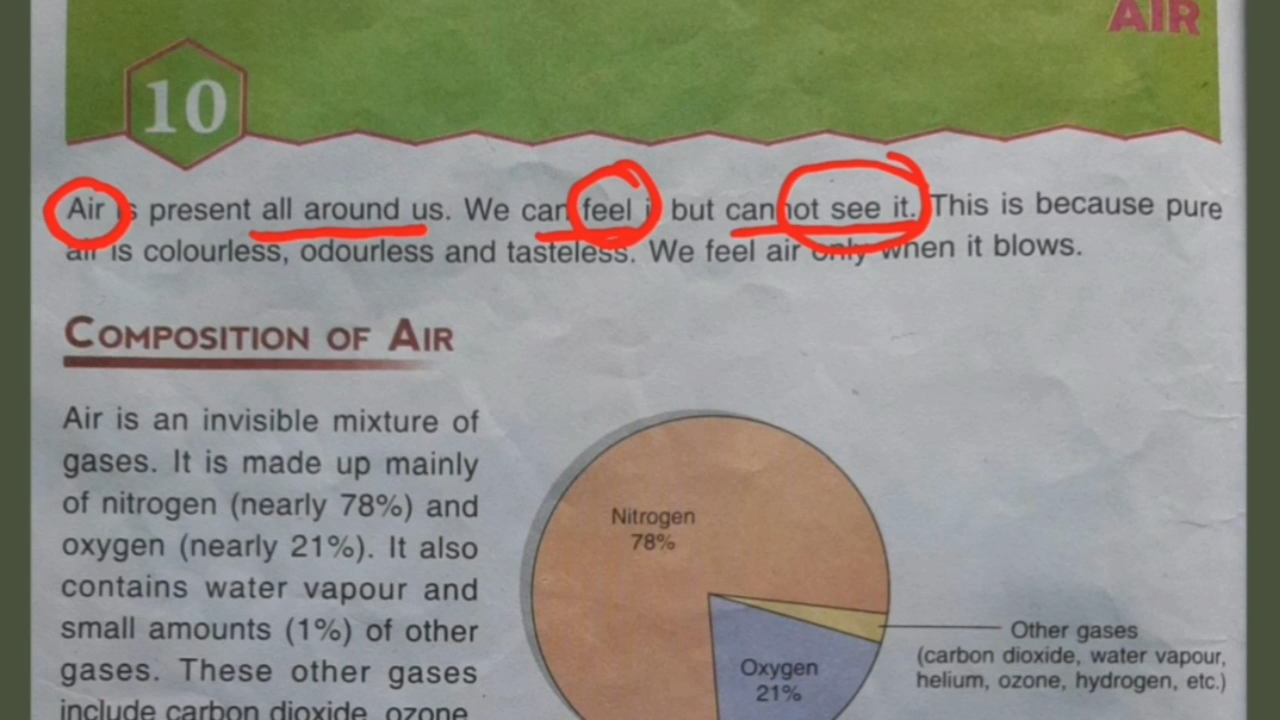 AIR
10
Air is present all around us. We can feel it but cannot see it. This is because pure
air is colourless, odourless and tasteless. We feel air only when it blows.
COMPOSITION OF AIR
Air is an invisible mixture of
gases. It is made up mainly
of nitrogen (nearly 78%) and
oxygen (nearly 21%). It also
contains water vapour and
small amounts (1%) of other
gases. These other gases
include carbon dioxide, ozone,
Nitrogen
78%
Oxygen
21%
Other gases
(carbon dioxide, water vapour,
helium, ozone, hydrogen, etc.)